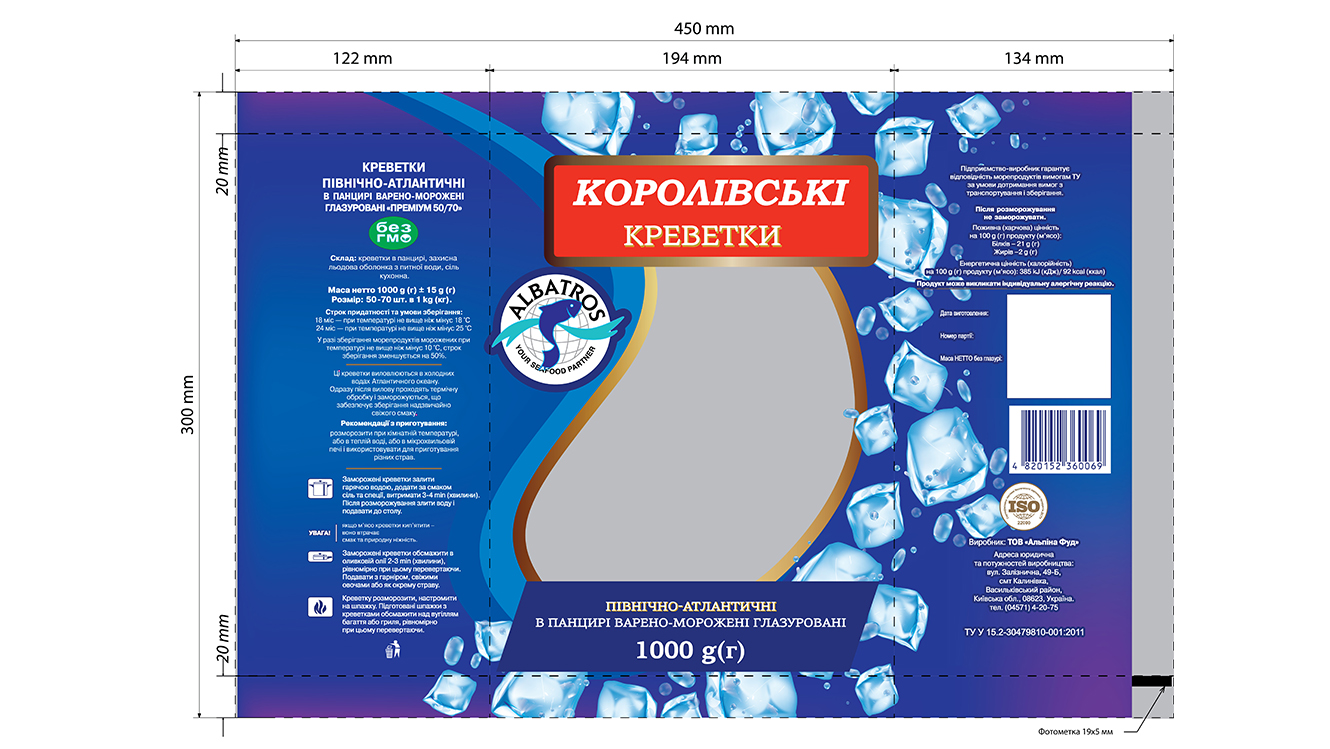 450 mm
122 mm
194 mm
134 mm
20 mm
300 mm
20 mm
КРЕВЕТКИ
ПІВНІЧНО-АТЛАНТИЧНІ
В ПАНЦИРІ ВАРЕНО-МОРОЖЕНІ
ГЛАЗУРОВАНІ «ПРЕМІУМ 50/70»
без
ГМО
Склад: креветки в панцирі, захисна
льодова оболонка з питної води, сіль
кухонна.
Маса нетто 1000 g (г) ± 15 g (г)
Розмір: 50-70 шт. в 1 kg (кг).
Строк придатності та умови зберігання:
18 міс — при температурі не вище ніж мінус 18 °С
24 міс — при температурі не вище ніж мінус 25 °С
У разі зберігання морепродуктів морожених при
температурі не вище ніж мінус 10 °С, строк
зберігання зменшується на 50%.
Ці креветки виловлюються в холодних
водах Атлантичного океану.
Одразу після вилову проходять термічну
обробку і заморожуються, що
забезпечує зберігання надзвичайно
свіжого смаку.
Рекомендації з приготування:
розморозити при кімнатній температурі,
або в теплій воді, або в мікрохвильовій
печі і використовувати для приготування
різних страв.
Заморожені креветки залити
гарячою водою, додати за смаком
сіль та спеції, витримати 3-4 min (хвилини).
Після розморожування злити воду і
подавати до столу.
УВАГА!
якщо м'ясо креветки кип'ятити –
воно втрачає
смак та природну ніжність.
Заморожені креветки обсмажити в
оливковій олії 2-3 min (хвилини),
рівномірно при цьому перевертаючи.
Подавати з гарніром, свіжими
овочами або як окрему страву.
Креветку розморозити, настромити
на шпажку. Підготовані шпажки з
креветками обсмажити над вугіллям
багаття або гриля, рівномірно
при цьому перевертаючи.
КОРОЛІВСЬКІ
КРЕВЕТКИ
ALBATROS
YOUR SEAFOOD PARTNER
ПІВНІЧНО-АТЛАНТИЧНІ
В ПАНЦИРІ ВАРЕНО-МОРОЖЕНІ ГЛАЗУРОВАНІ
1000 g(г)
Підприємство-виробник гарантує
відповідність морепродуктів вимогам ТУ
за умови дотримання вимог з
транспортування і зберігання.
Після розморожування
не заморожувати.
Поживна (харчова) цінність
на 100 g (г) продукту (м'ясо):
Білків – 21 g (г)
Жирів – 2 g (г)
Енергетична цінність (калорійність)
на 100 g (г) продукту (м'ясо): 385 kJ (кДж)/ 92 kcal (ккал)
Продукт може викликати індивідуальну алергічну реакцію.
Дата виготовлення:
Номер партії:
Маса НЕТТО без глазурі:
4 820152 360069
ISO
22000
Виробник: ТОВ «Альпіна Фуд»
Адреса юридична
та потужностей виробництва:
вул. Залізнична, 49-Б,
смт Калинівка,
Васильківський район,
Київська обл., 08623, Україна.
тел. (04571) 4-20-75
ТУ У 15.2-30479810-001:2011
Фотометка 19х5 мм